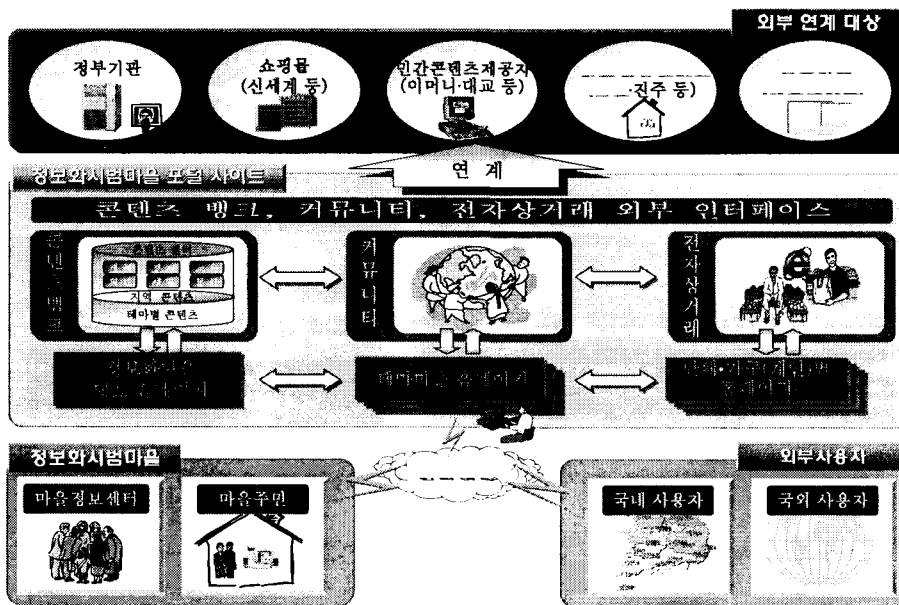 외부 연계 대상
정부기관
쇼핑몰
(신세계 등)
민간콘텐츠제공자
(이머니·대교 등)
진주 등)
연 계
정보화시범마을 포털 사이트
콘텐츠 뱅크, 커뮤니티, 전자상거래 외부 인터페이스
콘텐츠뱅크
지역 콘텐츠
테마별 콘텐츠
커뮤니티
전자상거래
정보화시범마을
마을정보센터
마을주민
외부사용자
국내 사용자
국외 사용자